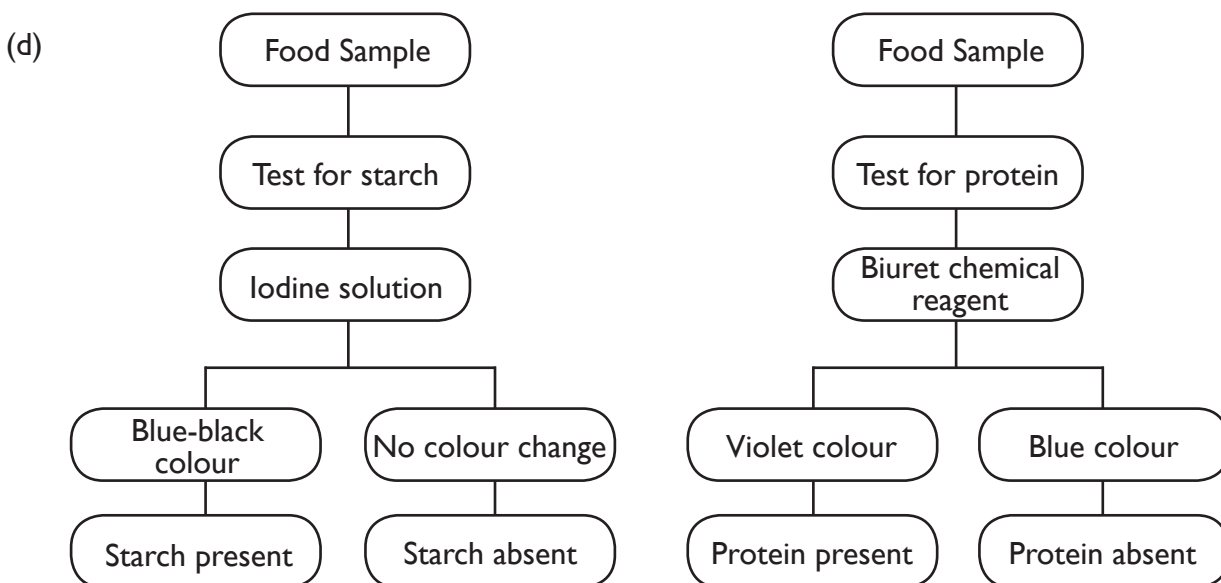 (d)
Food Sample
Test for starch
Iodine solution
Blue-black
colour
No colour change
Starch present
Starch absent
Food Sample
Test for protein
Biuret chemical
reagent
Violet colour
Blue colour
Protein present
Protein absent